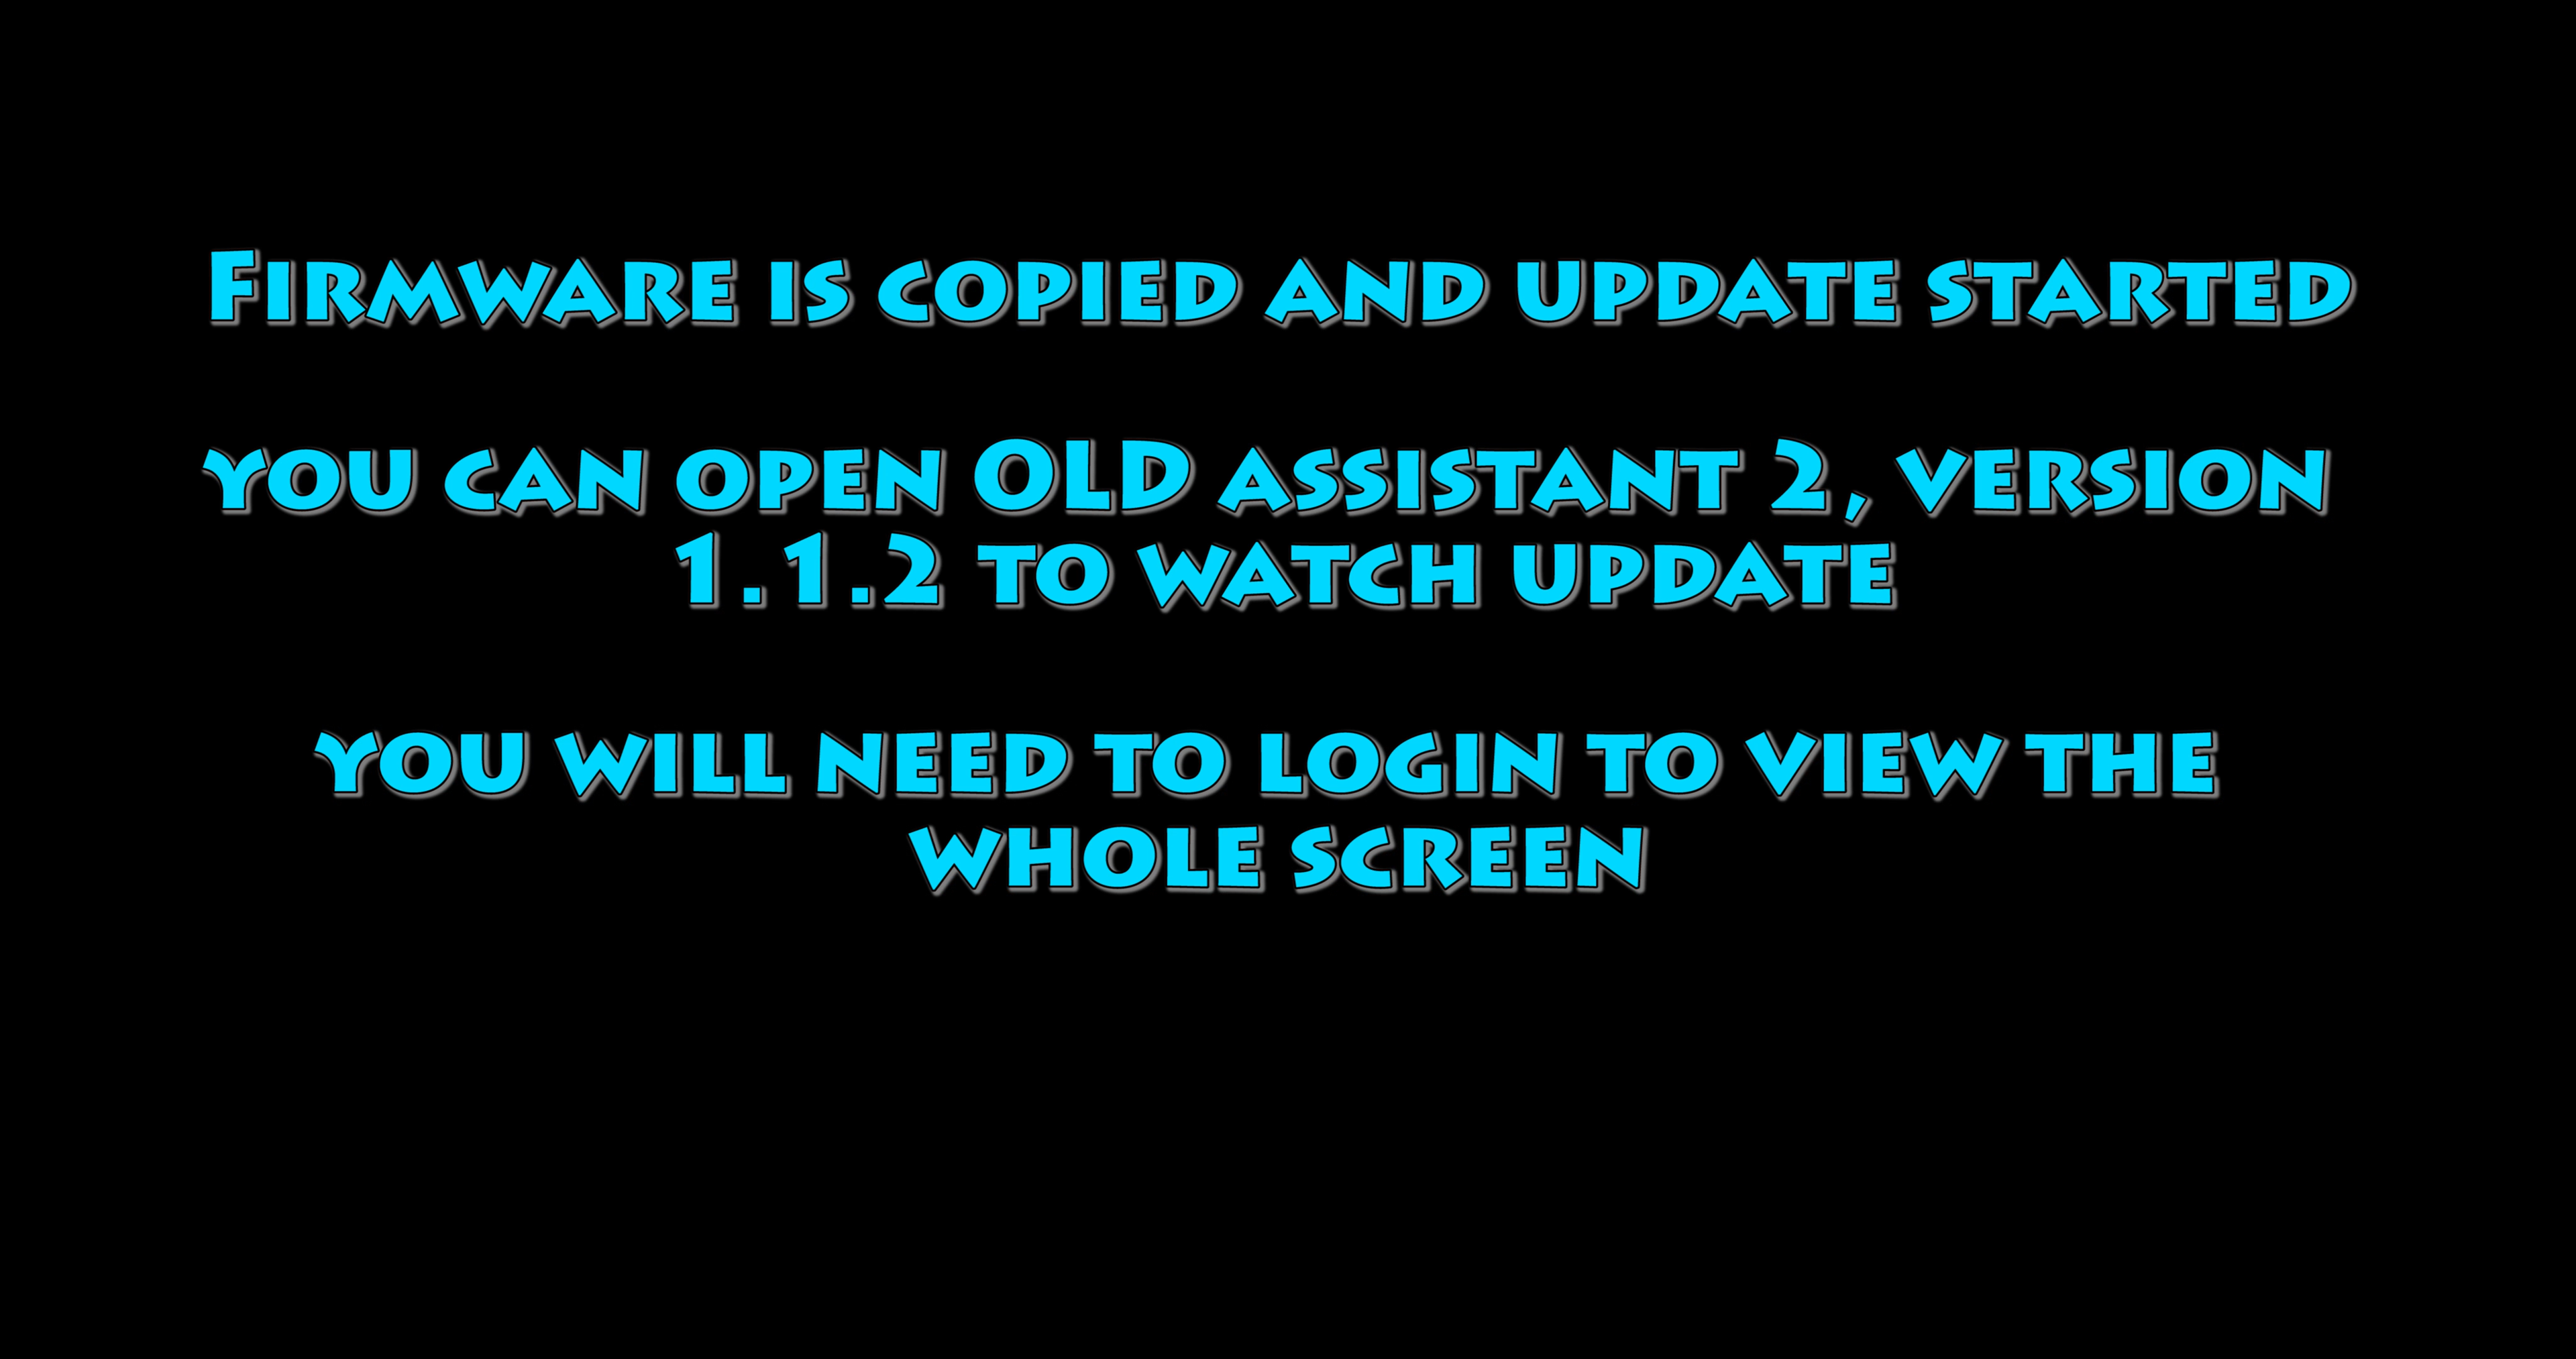 Firmware is copied and update started
you can open OLD assistant 2, version
1.1.2 to watch update
you will need to login to view the
whole screen